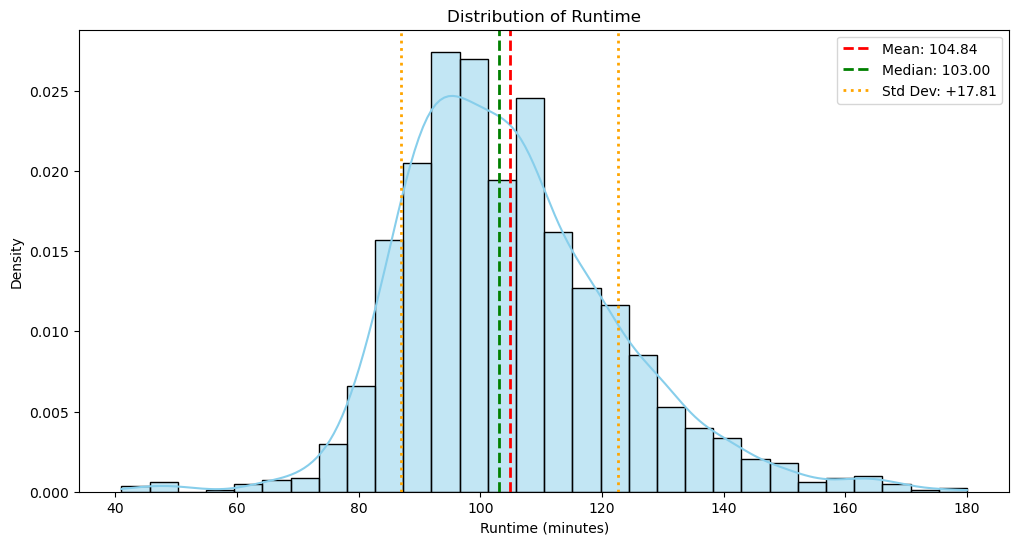 Distribution of Runtime
Mean: 104.84
Median: 103.00
Std Dev: +17.81
0.025
0.020
0.015
0.010
0.005
0.000
Density
40
60
80
100
120
140
160
180
Runtime (minutes)